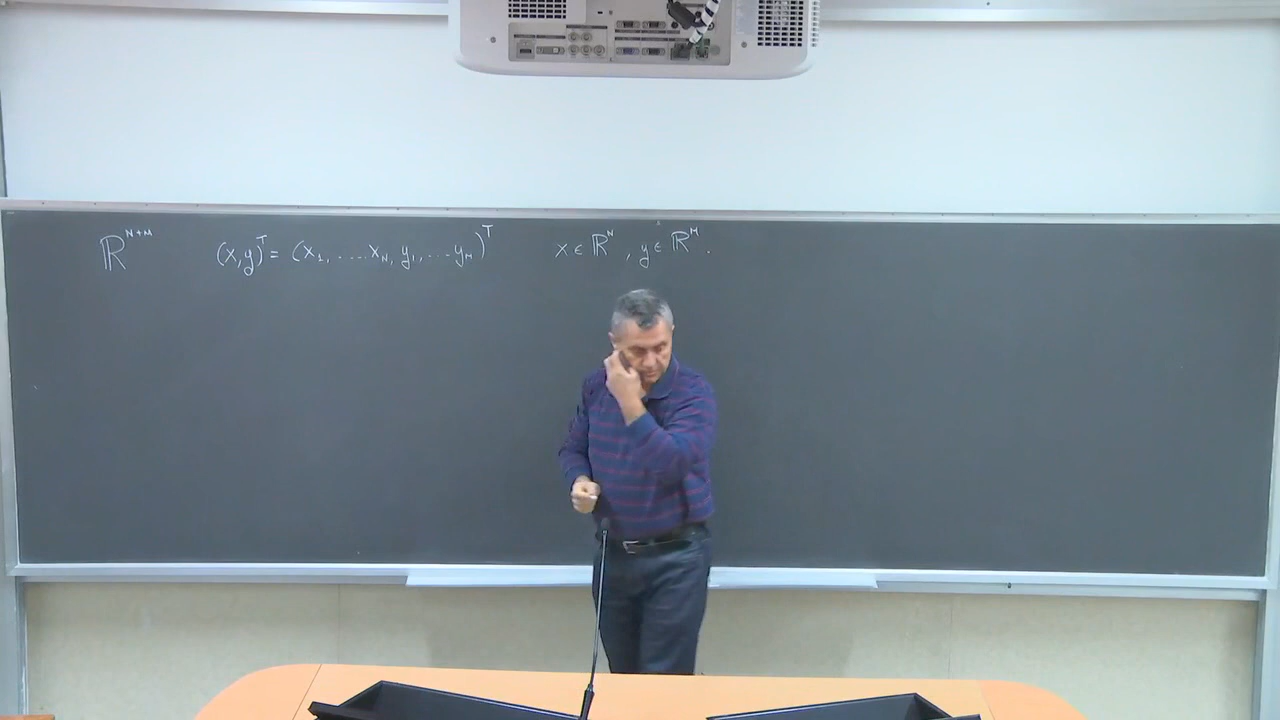 ℝ^{N+M} (x,y)^T = (x_1, .... x_N, y_1, ... y_M)^T x ∈ ℝ^N , y ∈ ℝ^M .